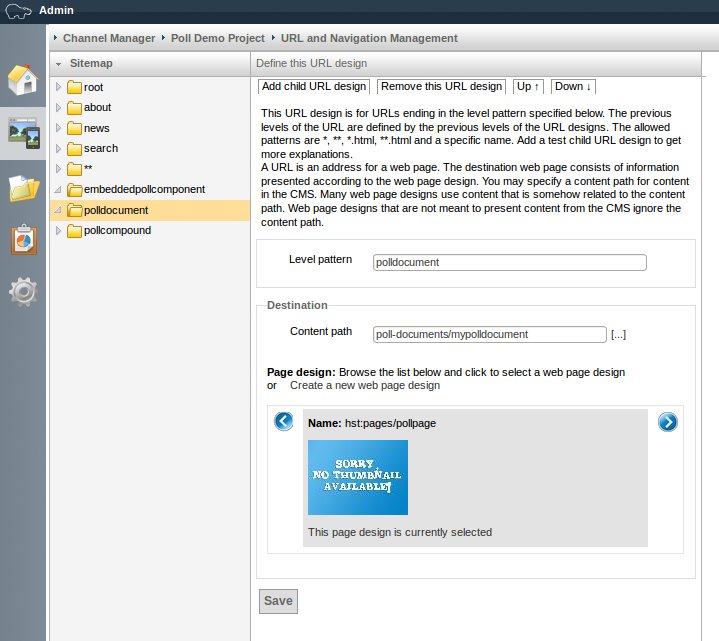 Admin
Channel Manager Poll Demo Project URL and Navigation Management
Sitemap
root
about
news
search
**
embeddedpollcomponent
polldocument
pollcompound
Define this URL design
Add child URL design Remove this URL design Up ↑ Down ↓
This URL design is for URLs ending in the level pattern specified below. The previous
levels of the URL are defined by the previous levels of the URL designs. The allowed
patterns are *, **, *.html, **.html and a specific name. Add a test child URL design to get
more explanations.
A URL is an address for a web page. The destination web page consists of information
presented according to the web page design. You may specify a content path for content
in the CMS. Many web page designs use content that is somehow related to the content
path. Web page designs that are not meant to present content from the CMS ignore the
content path.
Level pattern polldocument
Destination
Content path poll-documents/mypolldocument [...]
Page design: Browse the list below and click to select a web page design
or Create a new web page design
Name: hst:pages/pollpage
SORRY
NO THUMBNAIL
AVAILABLE!
This page design is currently selected
Save